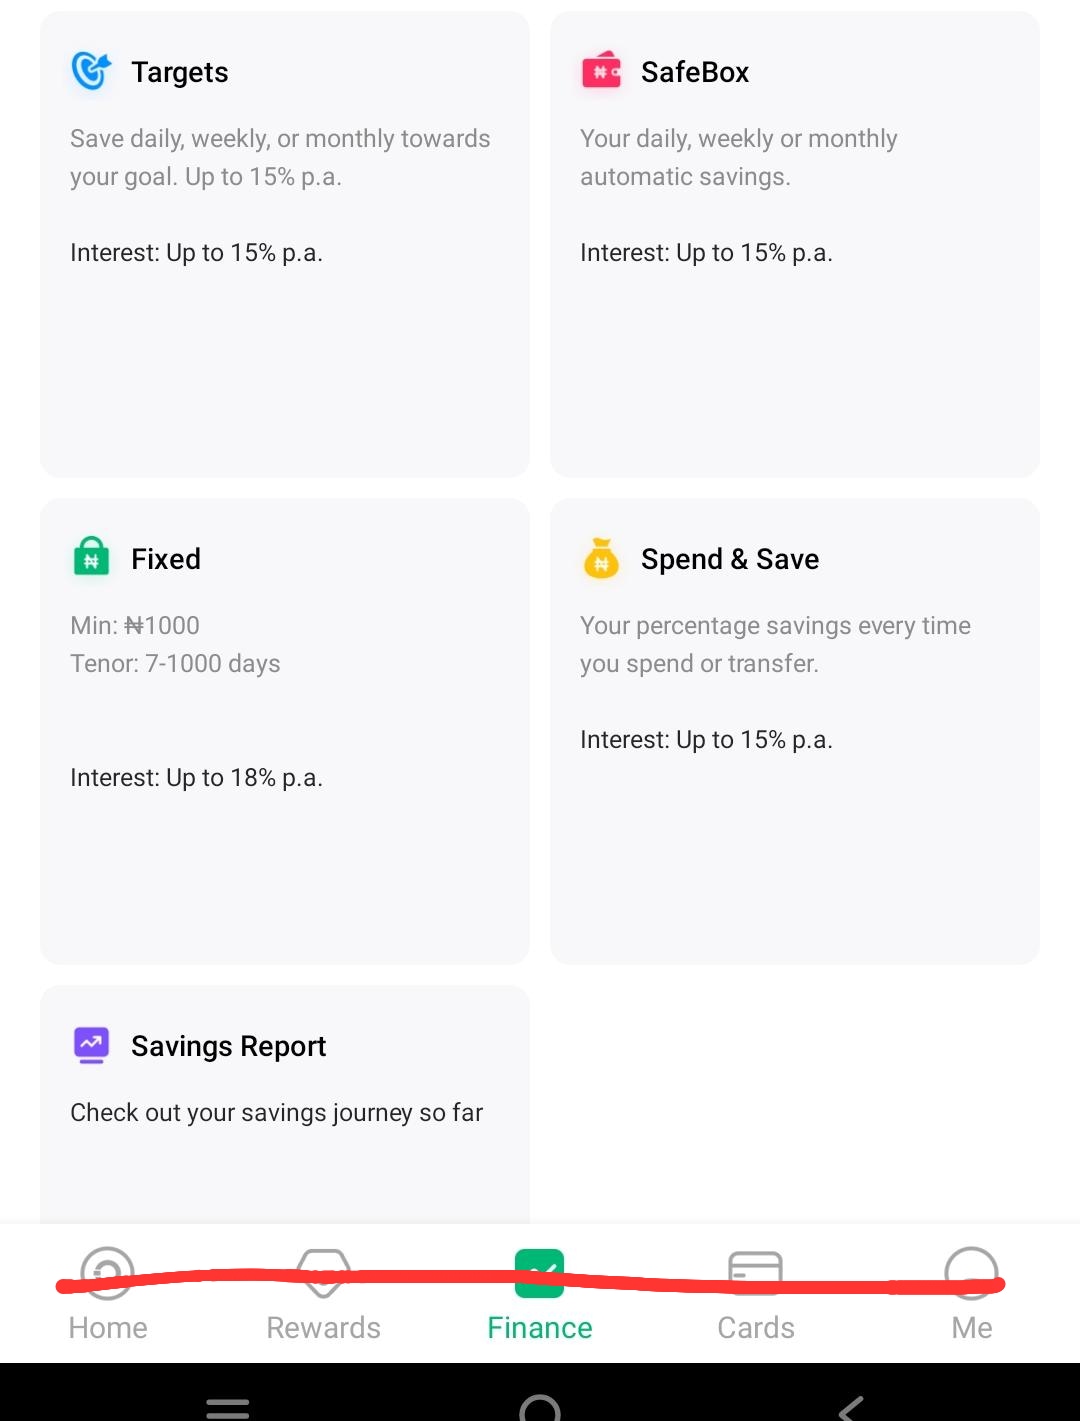 Targets
Save daily, weekly, or monthly towards
your goal. Up to 15% p.a.
Interest: Up to 15% p.a.
SafeBox
Your daily, weekly or monthly
automatic savings.
Interest: Up to 15% p.a.
Fixed
Min: ₦1000
Tenor: 7-1000 days
Interest: Up to 18% p.a.
Spend & Save
Your percentage savings every time
you spend or transfer.
Interest: Up to 15% p.a.
Savings Report
Check out your savings journey so far
Home
Rewards
Finance
Cards
Me